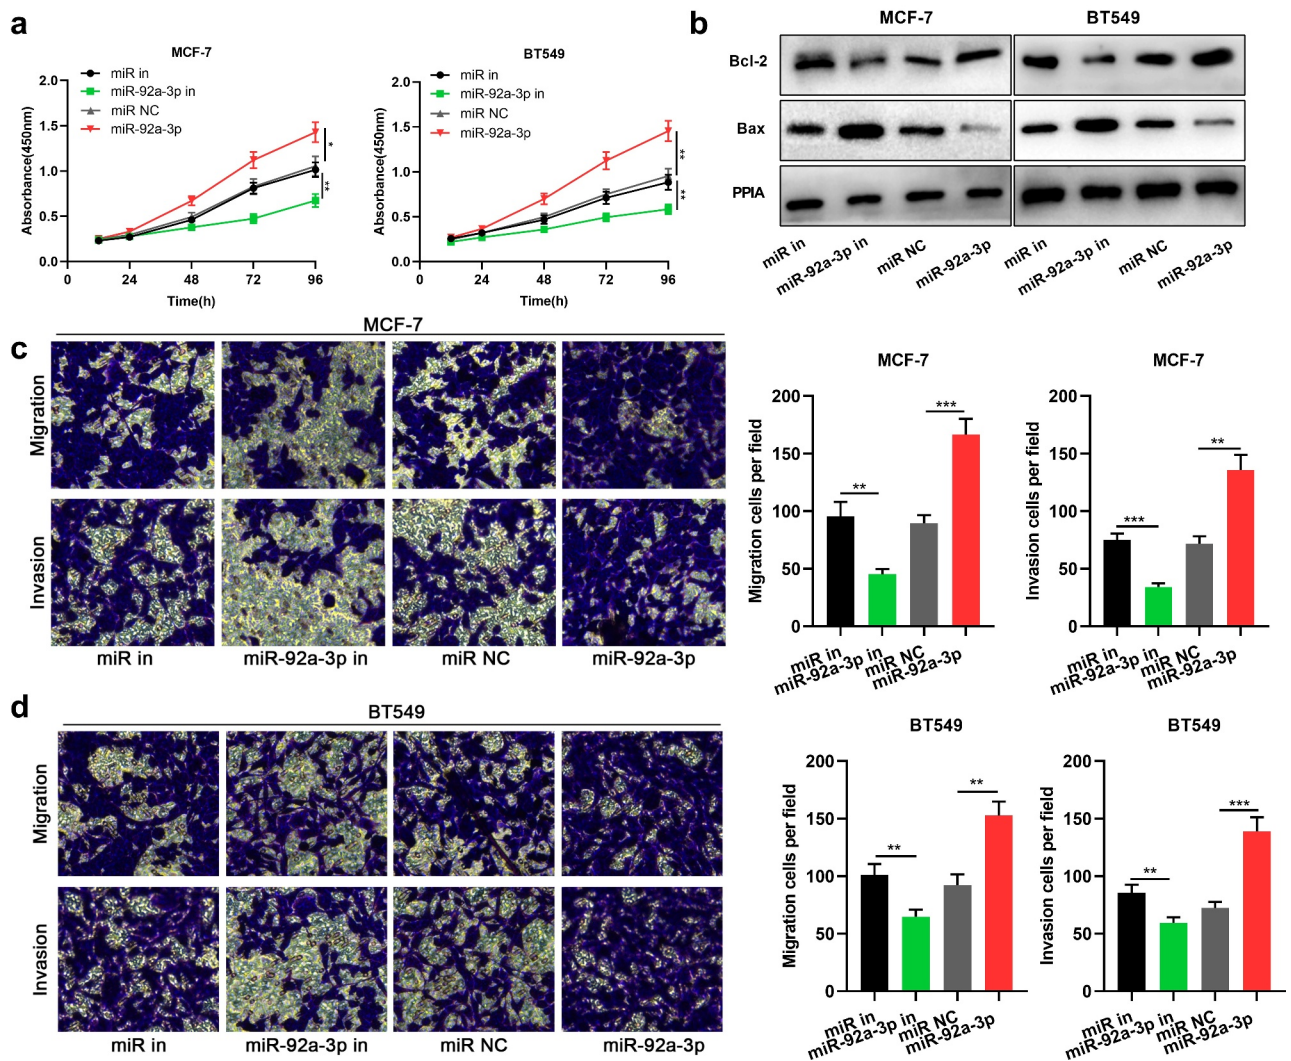 a
MCF-7
miR in
miR-92a-3p in
miR NC
miR-92a-3p
Absorbance(450nm)
2.0
1.5
1.0
0.5
0.0
*
**
0 24 48 72 96
Time(h)
BT549
miR in
miR-92a-3p in
miR NC
miR-92a-3p
Absorbance(450nm)
2.0
1.5
1.0
0.5
0.0
**
**
0 24 48 72 96
Time(h)
b
MCF-7 BT549
Bcl-2
Bax
PPIA
miR in miR-92a-3p in miR NC miR-92a-3p miR in miR-92a-3p in miR NC miR-92a-3p
c
MCF-7
Migration
Invasion
miR in miR-92a-3p in miR NC miR-92a-3p
MCF-7
Migration cells per field
200
150
100
50
0
**
***
miR in miR-92a-3p in miR NC miR-92a-3p
MCF-7
Invasion cells per field
200
150
100
50
0
***
**
miR in miR-92a-3p in miR NC miR-92a-3p
d
BT549
Migration
Invasion
miR in miR-92a-3p in miR NC miR-92a-3p
BT549
Migration cells per field
200
150
100
50
0
**
**
miR in miR-92a-3p in miR NC miR-92a-3p
BT549
Invasion cells per field
200
150
100
50
0
**
***
miR in miR-92a-3p in miR NC miR-92a-3p